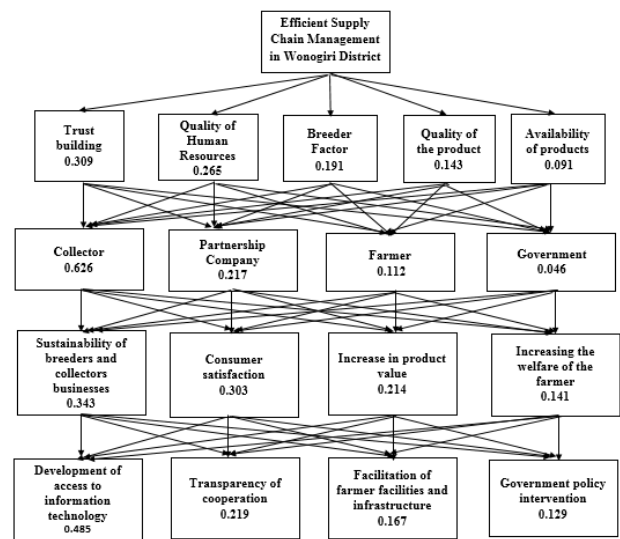 Efficient Supply
Chain Management
in Wonogiri District
Trust
building
0.309
Quality of
Human
Resources
0.265
Breeder
Factor
0.191
Quality of
the product
0.143
Availability
of products
0.091
Collector
0.626
Partnership
Company
0.217
Farmer
0.112
Government
0.046
Sustainability of
breeders and
collectors
businesses
0.343
Consumer
satisfaction
0.303
Increase in product
value
0.214
Increasing the
welfare of the
farmer
0.141
Development of
access to
information
technology
0.485
Transparency of
cooperation
0.219
Facilitation of
farmer facilities and
infrastructure
0.167
Government policy
intervention
0.129